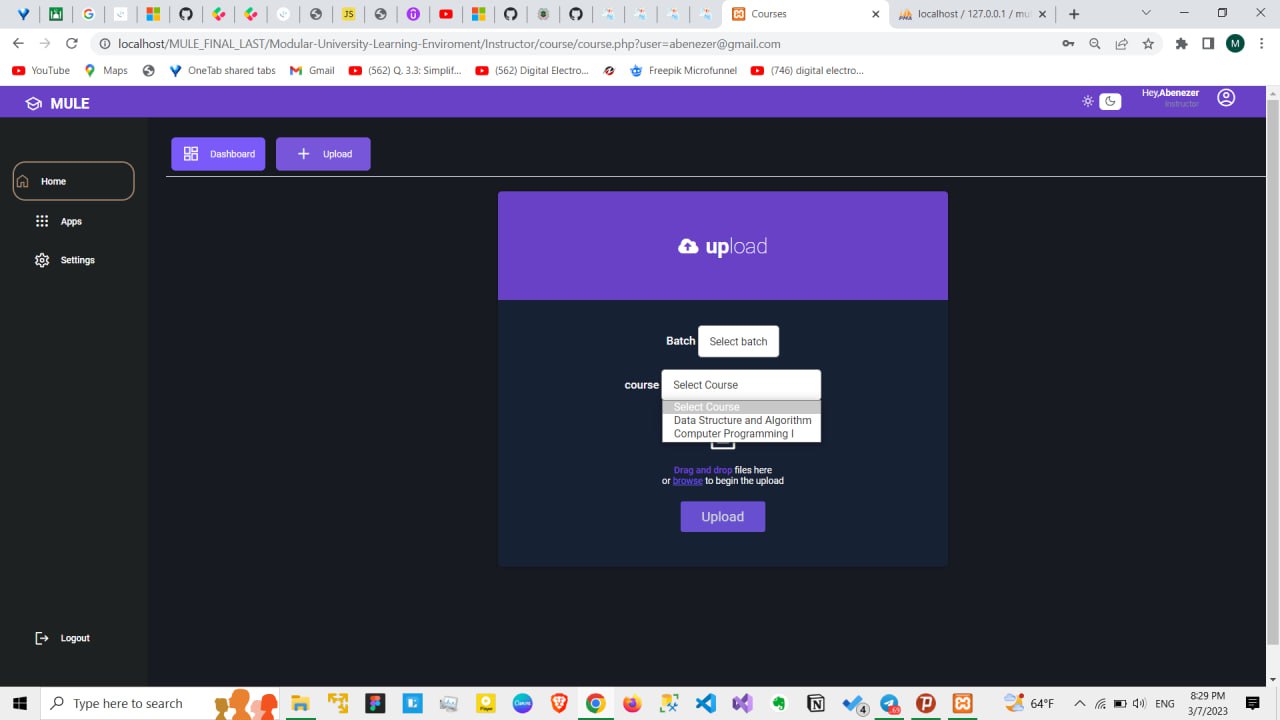 Courses
localhost / 127.0.0.1 / mu
localhost/MULE_FINAL_LAST/Modular-University-Learning-Enviroment/Instructor/course/course.php?user=abenezer@gmail.com
M
YouTube
Maps
OneTab shared tabs
Gmail
(562) Q. 3.3: Simplif...
(562) Digital Electro...
Freepik Microfunnel
(746) digital electro...
MULE
Hey,Abenezer
Instructor
Dashboard
Upload
Home
Apps
Settings
upload
Batch Select batch
course Select Course
Select Course
Data Structure and Algorithm
Computer Programming I
Drag and drop files here
or browse to begin the upload
Upload
Logout
Type here to search
64°F
ENG
8:29 PM
3/7/2023